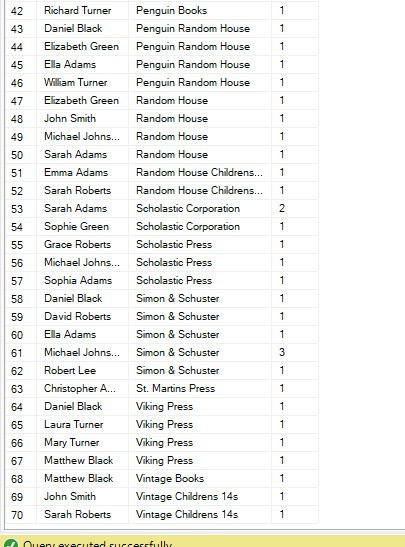 42 Richard Turner Penguin Books 1
43 Daniel Black Penguin Random House 1
44 Elizabeth Green Penguin Random House 1
45 Ella Adams Penguin Random House 1
46 William Turner Penguin Random House 1
47 Elizabeth Green Random House 1
48 John Smith Random House 1
49 Michael Johns... Random House 1
50 Sarah Adams Random House 1
51 Emma Adams Random House Childrens... 1
52 Sarah Roberts Random House Childrens... 1
53 Sarah Adams Scholastic Corporation 2
54 Sophie Green Scholastic Corporation 1
55 Grace Roberts Scholastic Press 1
56 Michael Johns... Scholastic Press 1
57 Sophia Adams Scholastic Press 1
58 Daniel Black Simon & Schuster 1
59 David Roberts Simon & Schuster 1
60 Ella Adams Simon & Schuster 1
61 Michael Johns... Simon & Schuster 3
62 Robert Lee Simon & Schuster 1
63 Christopher A... St. Martins Press 1
64 Daniel Black Viking Press 1
65 Laura Turner Viking Press 1
66 Mary Turner Viking Press 1
67 Matthew Black Viking Press 1
68 Matthew Black Vintage Books 1
69 John Smith Vintage Childrens 14s 1
70 Sarah Roberts Vintage Childrens 14s 1
Query executed successfully